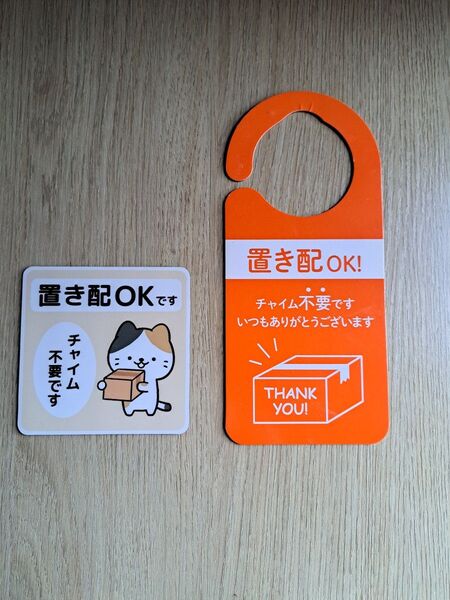 置き配OKです
チャイム
不要です
置き配OK!
チャイム不要です
いつもありがとうございます
THANK
YOU!